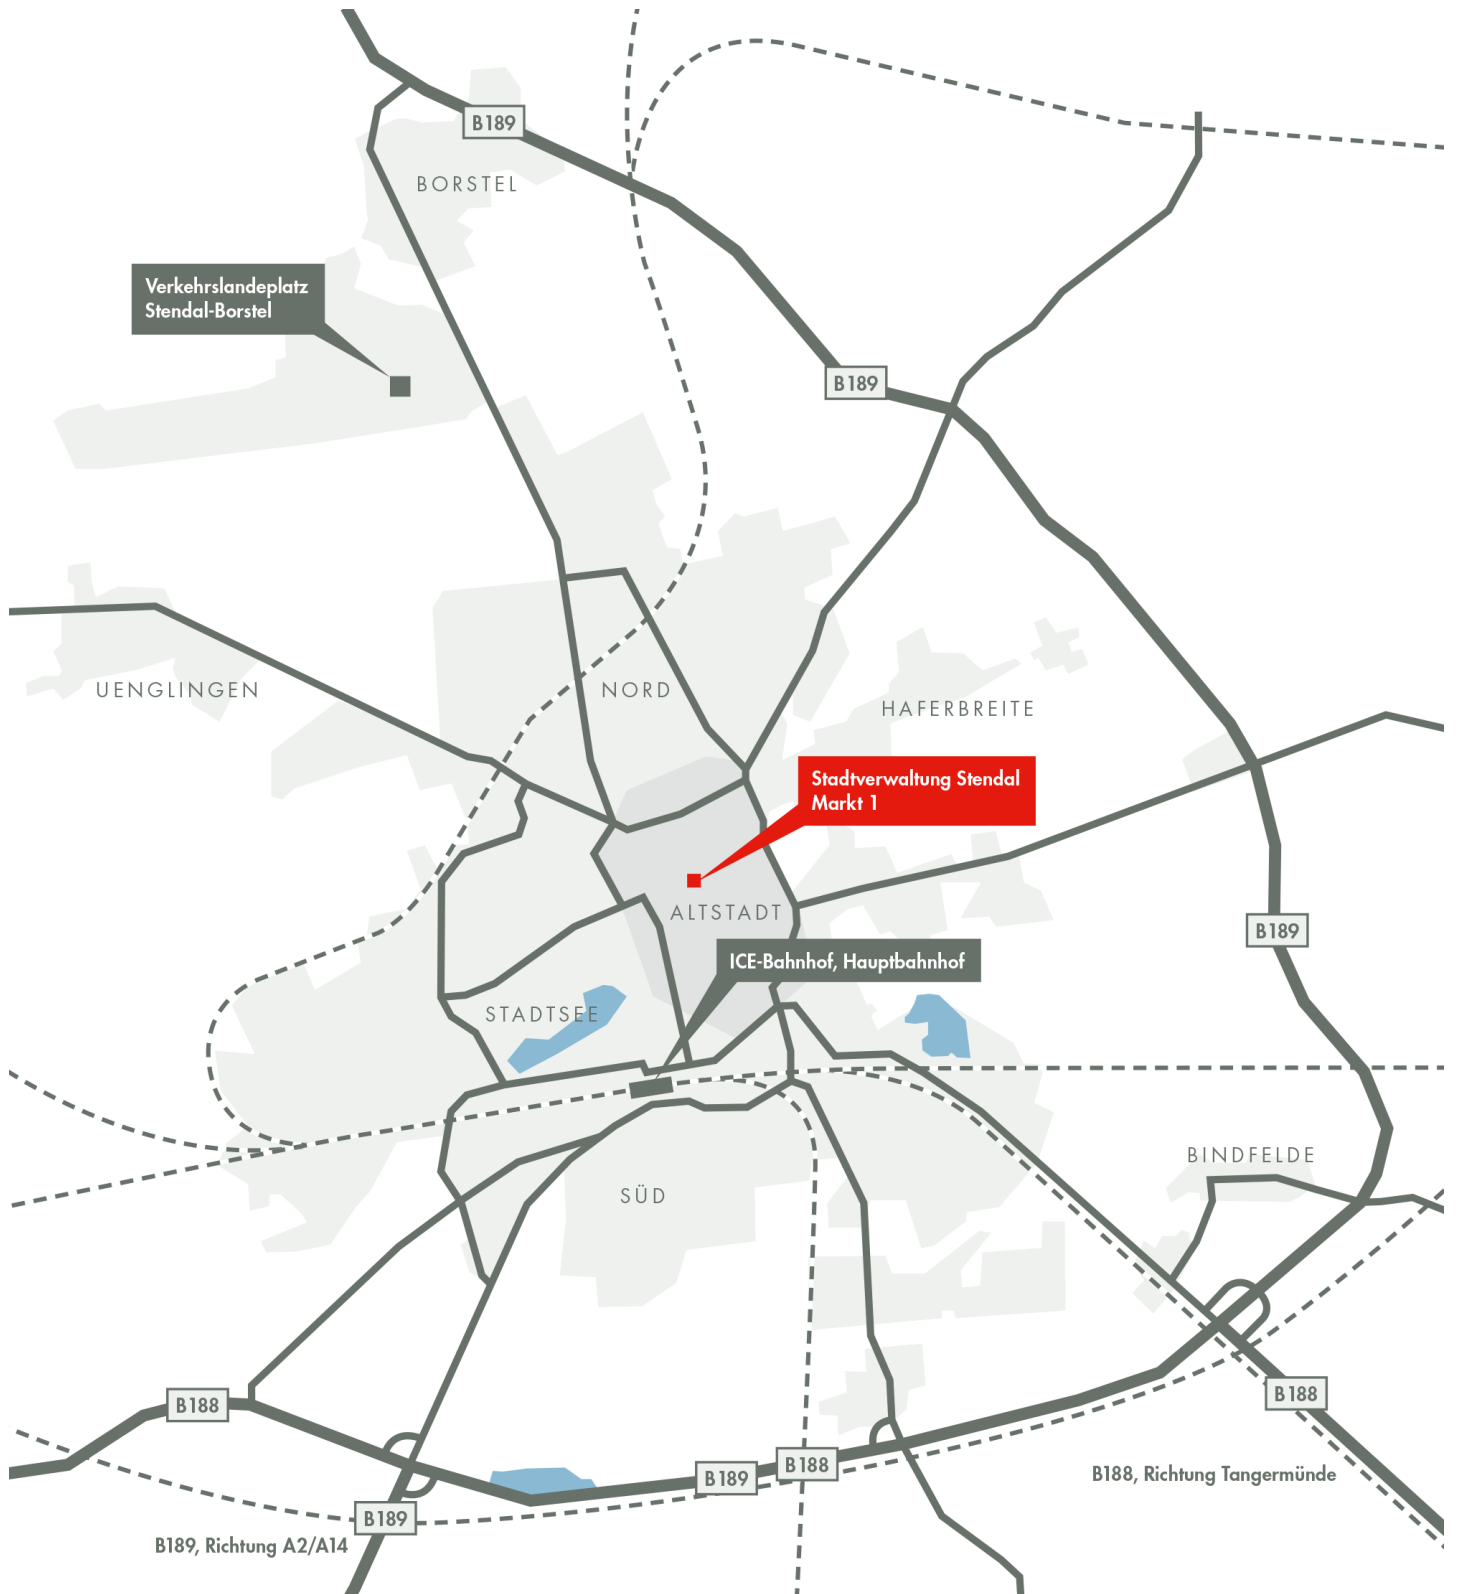 B189
BORSTEL
Verkehrslandeplatz
Stendal-Borstel
B189
UENGLINGEN
NORD
HAFERBREITE
Stadtverwaltung Stendal
Markt 1
ALTSTADT
B189
ICE-Bahnhof, Hauptbahnhof
STADTSEE
BINDFELDE
SÜD
B188
B188
B188
B189
B188, Richtung Tangermünde
B189
B189, Richtung A2/A14